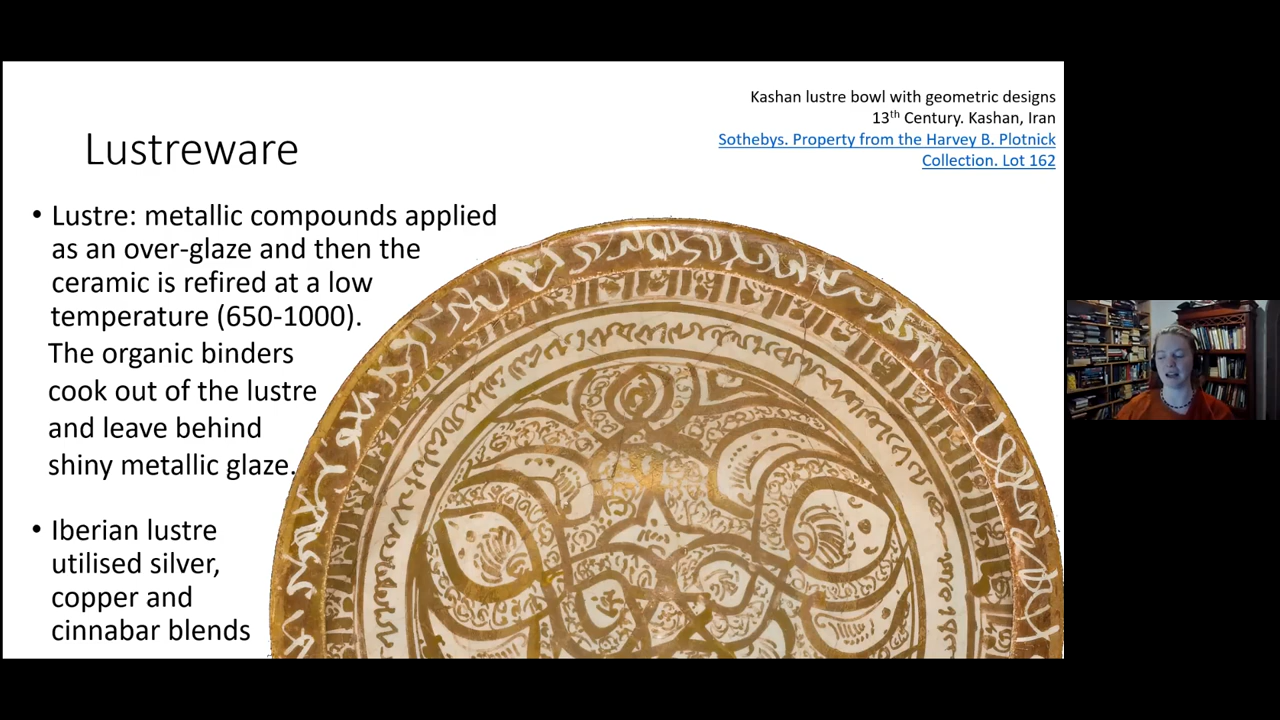 Lustreware
Kashan lustre bowl with geometric designs
13th Century. Kashan, Iran
Sothebys. Property from the Harvey B. Plotnick
Collection. Lot 162
• Lustre: metallic compounds applied
as an over-glaze and then the
ceramic is refired at a low
temperature (650-1000).
The organic binders
cook out of the lustre
and leave behind
shiny metallic glaze.
• Iberian lustre
utilised silver,
copper and
cinnabar blends